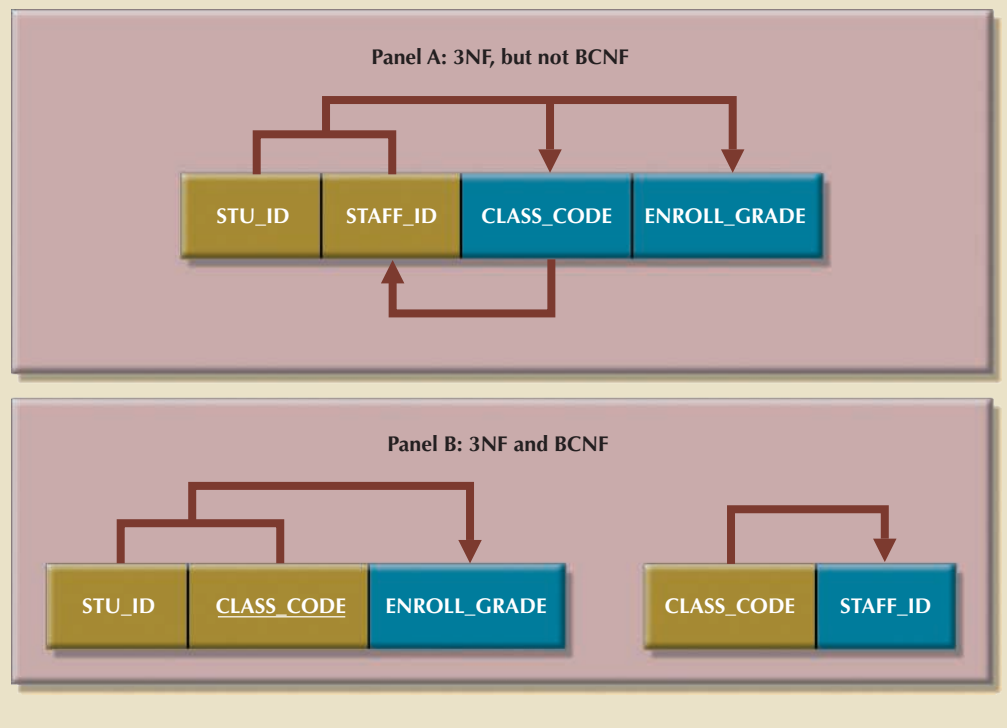 Panel A: 3NF, but not BCNF
STU_ID STAFF_ID CLASS_CODE ENROLL_GRADE
Panel B: 3NF and BCNF
STU_ID CLASS_CODE ENROLL_GRADE CLASS_CODE STAFF_ID